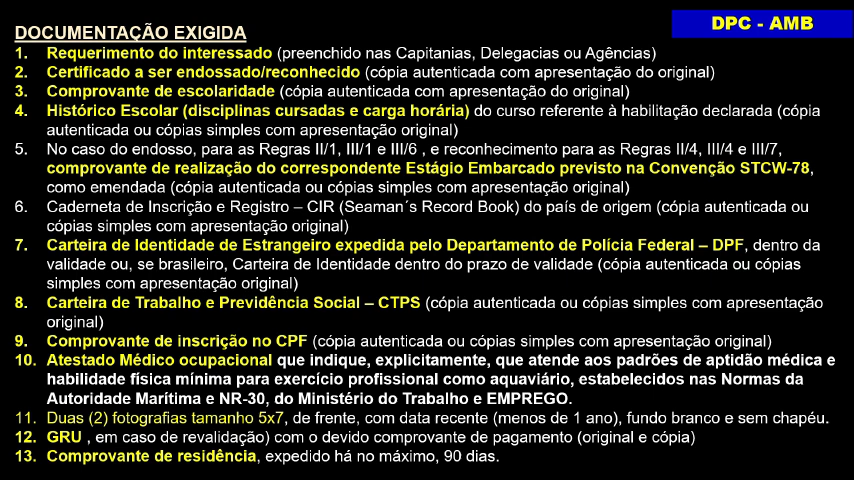 DPC - AMB
DOCUMENTAÇÃO EXIGIDA
1. Requerimento do interessado (preenchido nas Capitanias, Delegacias ou Agências)
2. Certificado a ser endossado/reconhecido (cópia autenticada com apresentação do original)
3. Comprovante de escolaridade (cópia autenticada com apresentação do original)
4. Histórico Escolar (disciplinas cursadas e carga horária) do curso referente à habilitação declarada (cópia
autenticada ou cópias simples com apresentação original)
5. No caso do endosso, para as Regras II/1, III/1 e III/6 , e reconhecimento para as Regras II/4, III/4 e III/7,
comprovante de realização do correspondente Estágio Embarcado previsto na Convenção STCW-78,
como emendada (cópia autenticada ou cópias simples com apresentação original)
6. Caderneta de Inscrição e Registro – CIR (Seaman´s Record Book) do país de origem (cópia autenticada ou
cópias simples com apresentação original)
7. Carteira de Identidade de Estrangeiro expedida pelo Departamento de Polícia Federal – DPF, dentro da
validade ou, se brasileiro, Carteira de Identidade dentro do prazo de validade (cópia autenticada ou cópias
simples com apresentação original)
8. Carteira de Trabalho e Previdência Social – CTPS (cópia autenticada ou cópias simples com apresentação
original)
9. Comprovante de inscrição no CPF (cópia autenticada ou cópias simples com apresentação original)
10. Atestado Médico ocupacional que indique, explicitamente, que atende aos padrões de aptidão médica e
habilidade física mínima para exercício profissional como aquaviário, estabelecidos nas Normas da
Autoridade Marítima e NR-30, do Ministério do Trabalho e EMPREGO.
11. Duas (2) fotografias tamanho 5x7, de frente, com data recente (menos de 1 ano), fundo branco e sem chapéu.
12. GRU , em caso de revalidação) com o devido comprovante de pagamento (original e cópia)
13. Comprovante de residência, expedido há no máximo, 90 dias.